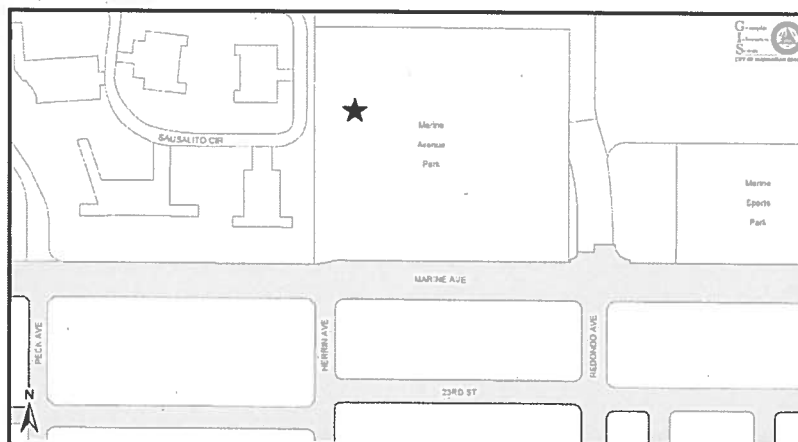 SAUSALITO CIR
Marine
Avenue
Park
Marine
Sports
Park
MARINE AVE
PECK AVE
HERRIN AVE
REDONDO AVE
23RD ST
N